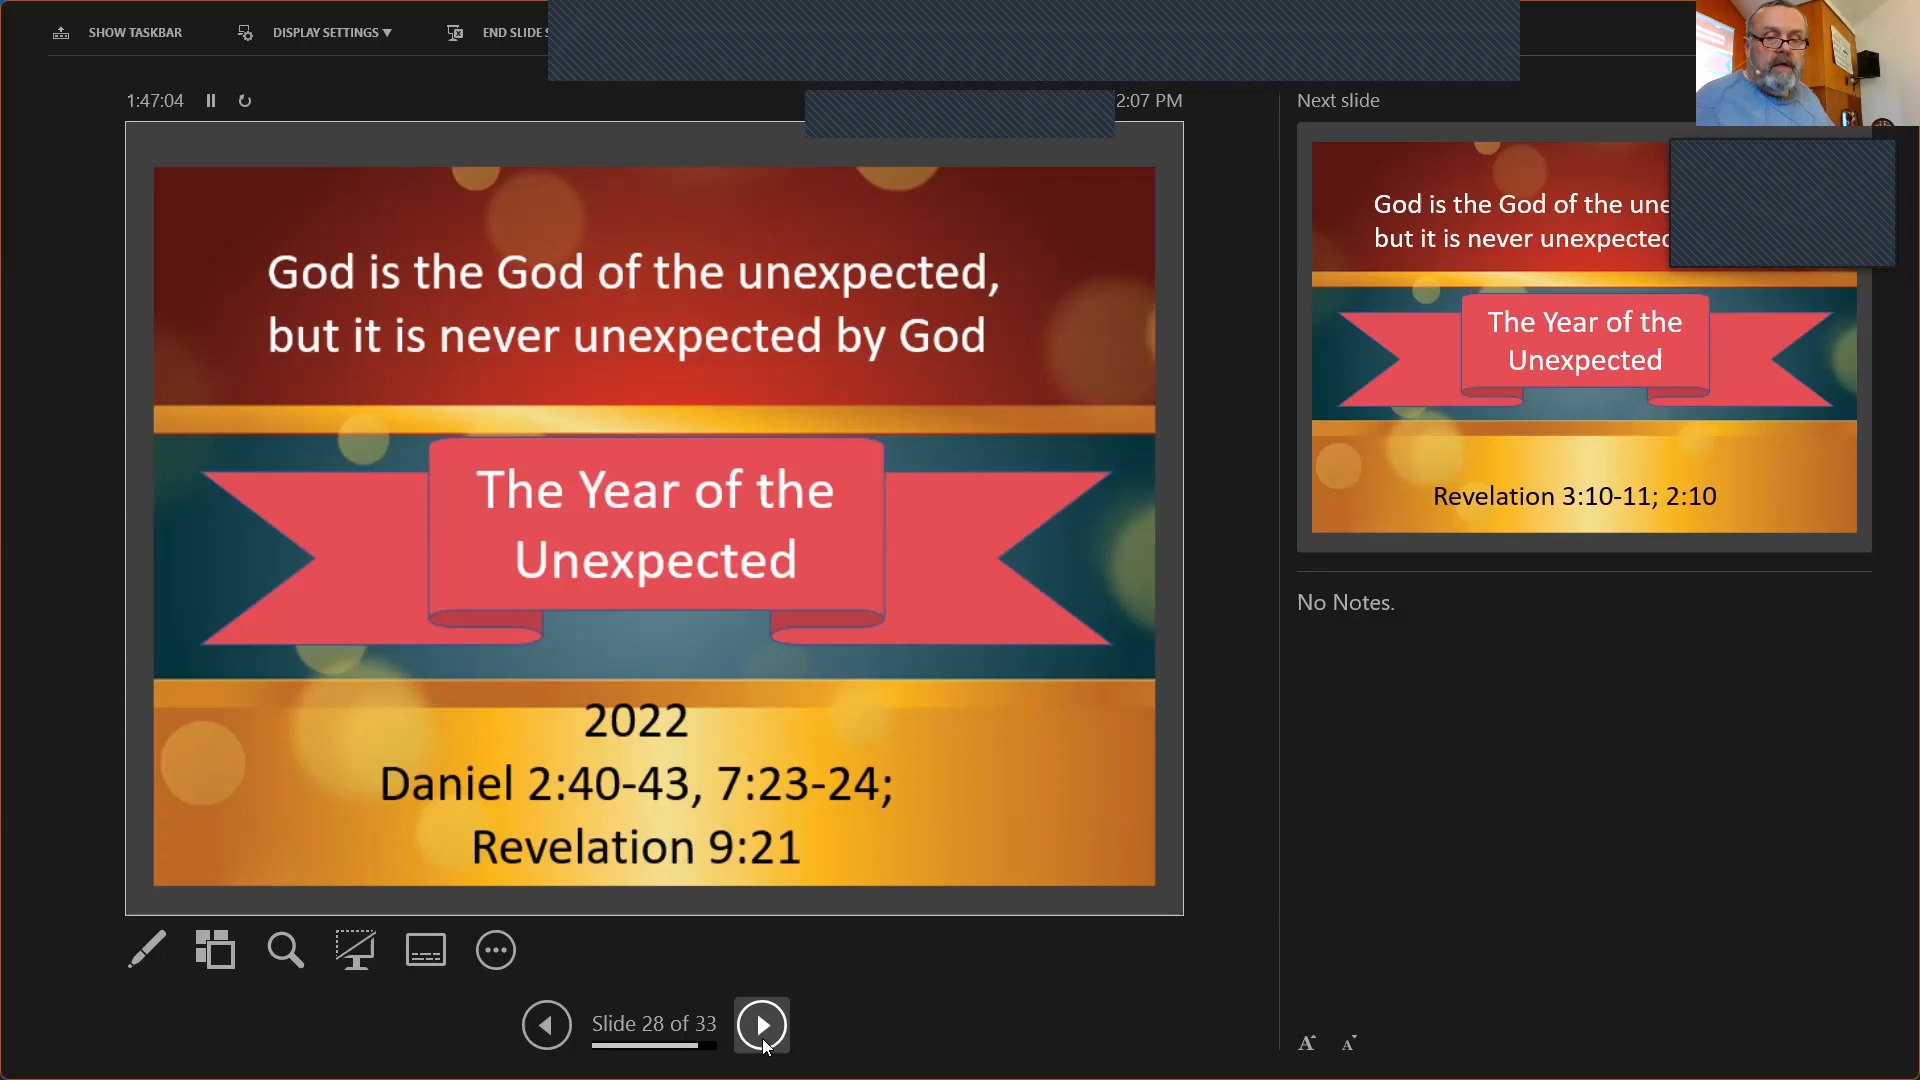 SHOW TASKBAR
DISPLAY SETTINGS ▼
END SLIDE
1:47:04
2:07 PM
Next slide
God is the God of the unexpected,
but it is never unexpected by God
The Year of the
Unexpected
2022
Daniel 2:40-43, 7:23-24;
Revelation 9:21
God is the God of the
but it is never unexpected
The Year of the
Unexpected
Revelation 3:10-11; 2:10
No Notes.
Slide 28 of 33
A A